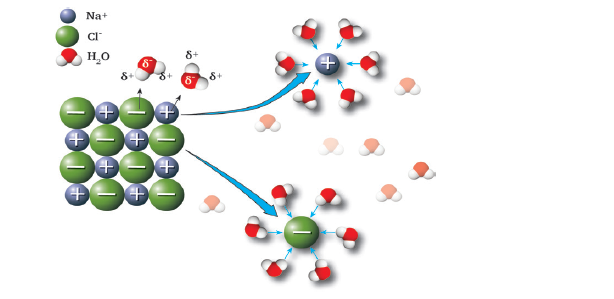 Na+
Cl⁻
H₂O
δ+
δ⁻
δ+ δ+
δ⁻ δ+
+
− + − +
+ − + −
− + − +
+ − + −
−